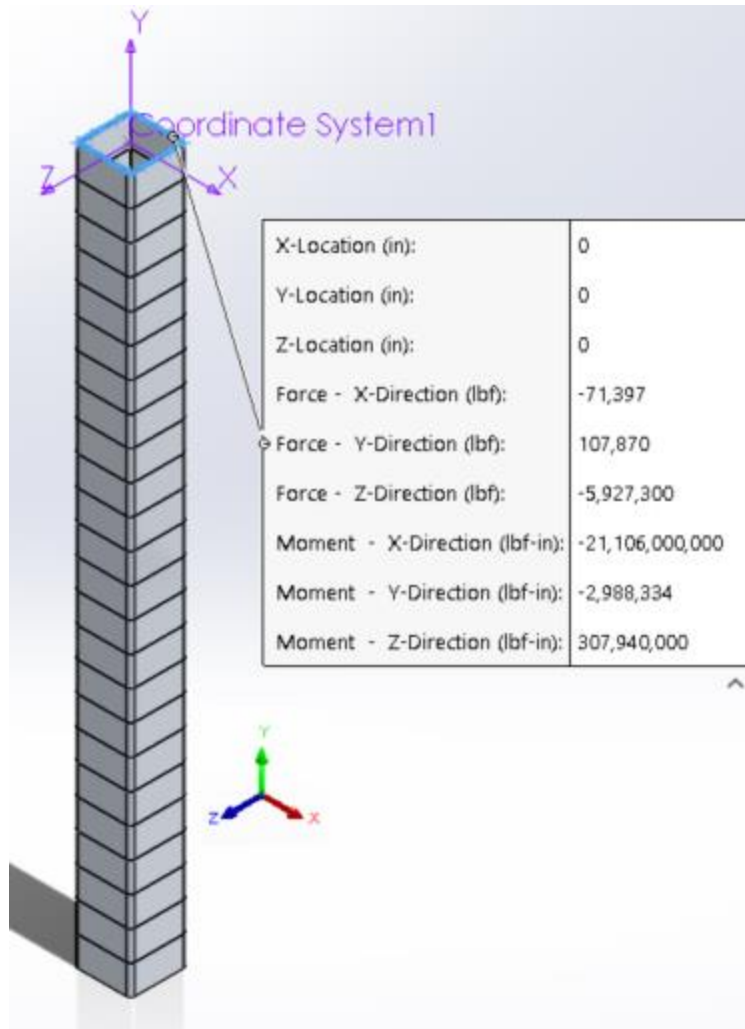 Y
Coordinate System1
Z
X
X-Location (in): 0
Y-Location (in): 0
Z-Location (in): 0
Force - X-Direction (lbf): -71,397
Force - Y-Direction (lbf): 107,870
Force - Z-Direction (lbf): -5,927,300
Moment - X-Direction (lbf-in): -21,106,000,000
Moment - Y-Direction (lbf-in): -2,988,334
Moment - Z-Direction (lbf-in): 307,940,000
Y
Z
X